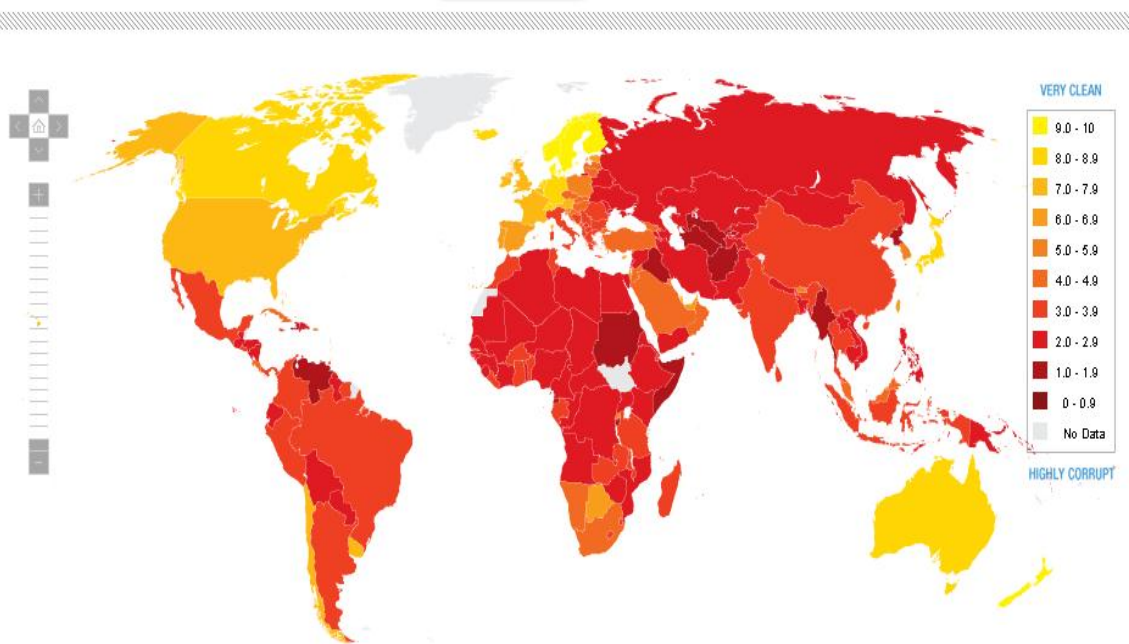 VERY CLEAN
9.0 - 10
8.0 - 8.9
7.0 - 7.9
6.0 - 6.9
5.0 - 5.9
4.0 - 4.9
3.0 - 3.9
2.0 - 2.9
1.0 - 1.9
0 - 0.9
No Data
HIGHLY CORRUPT